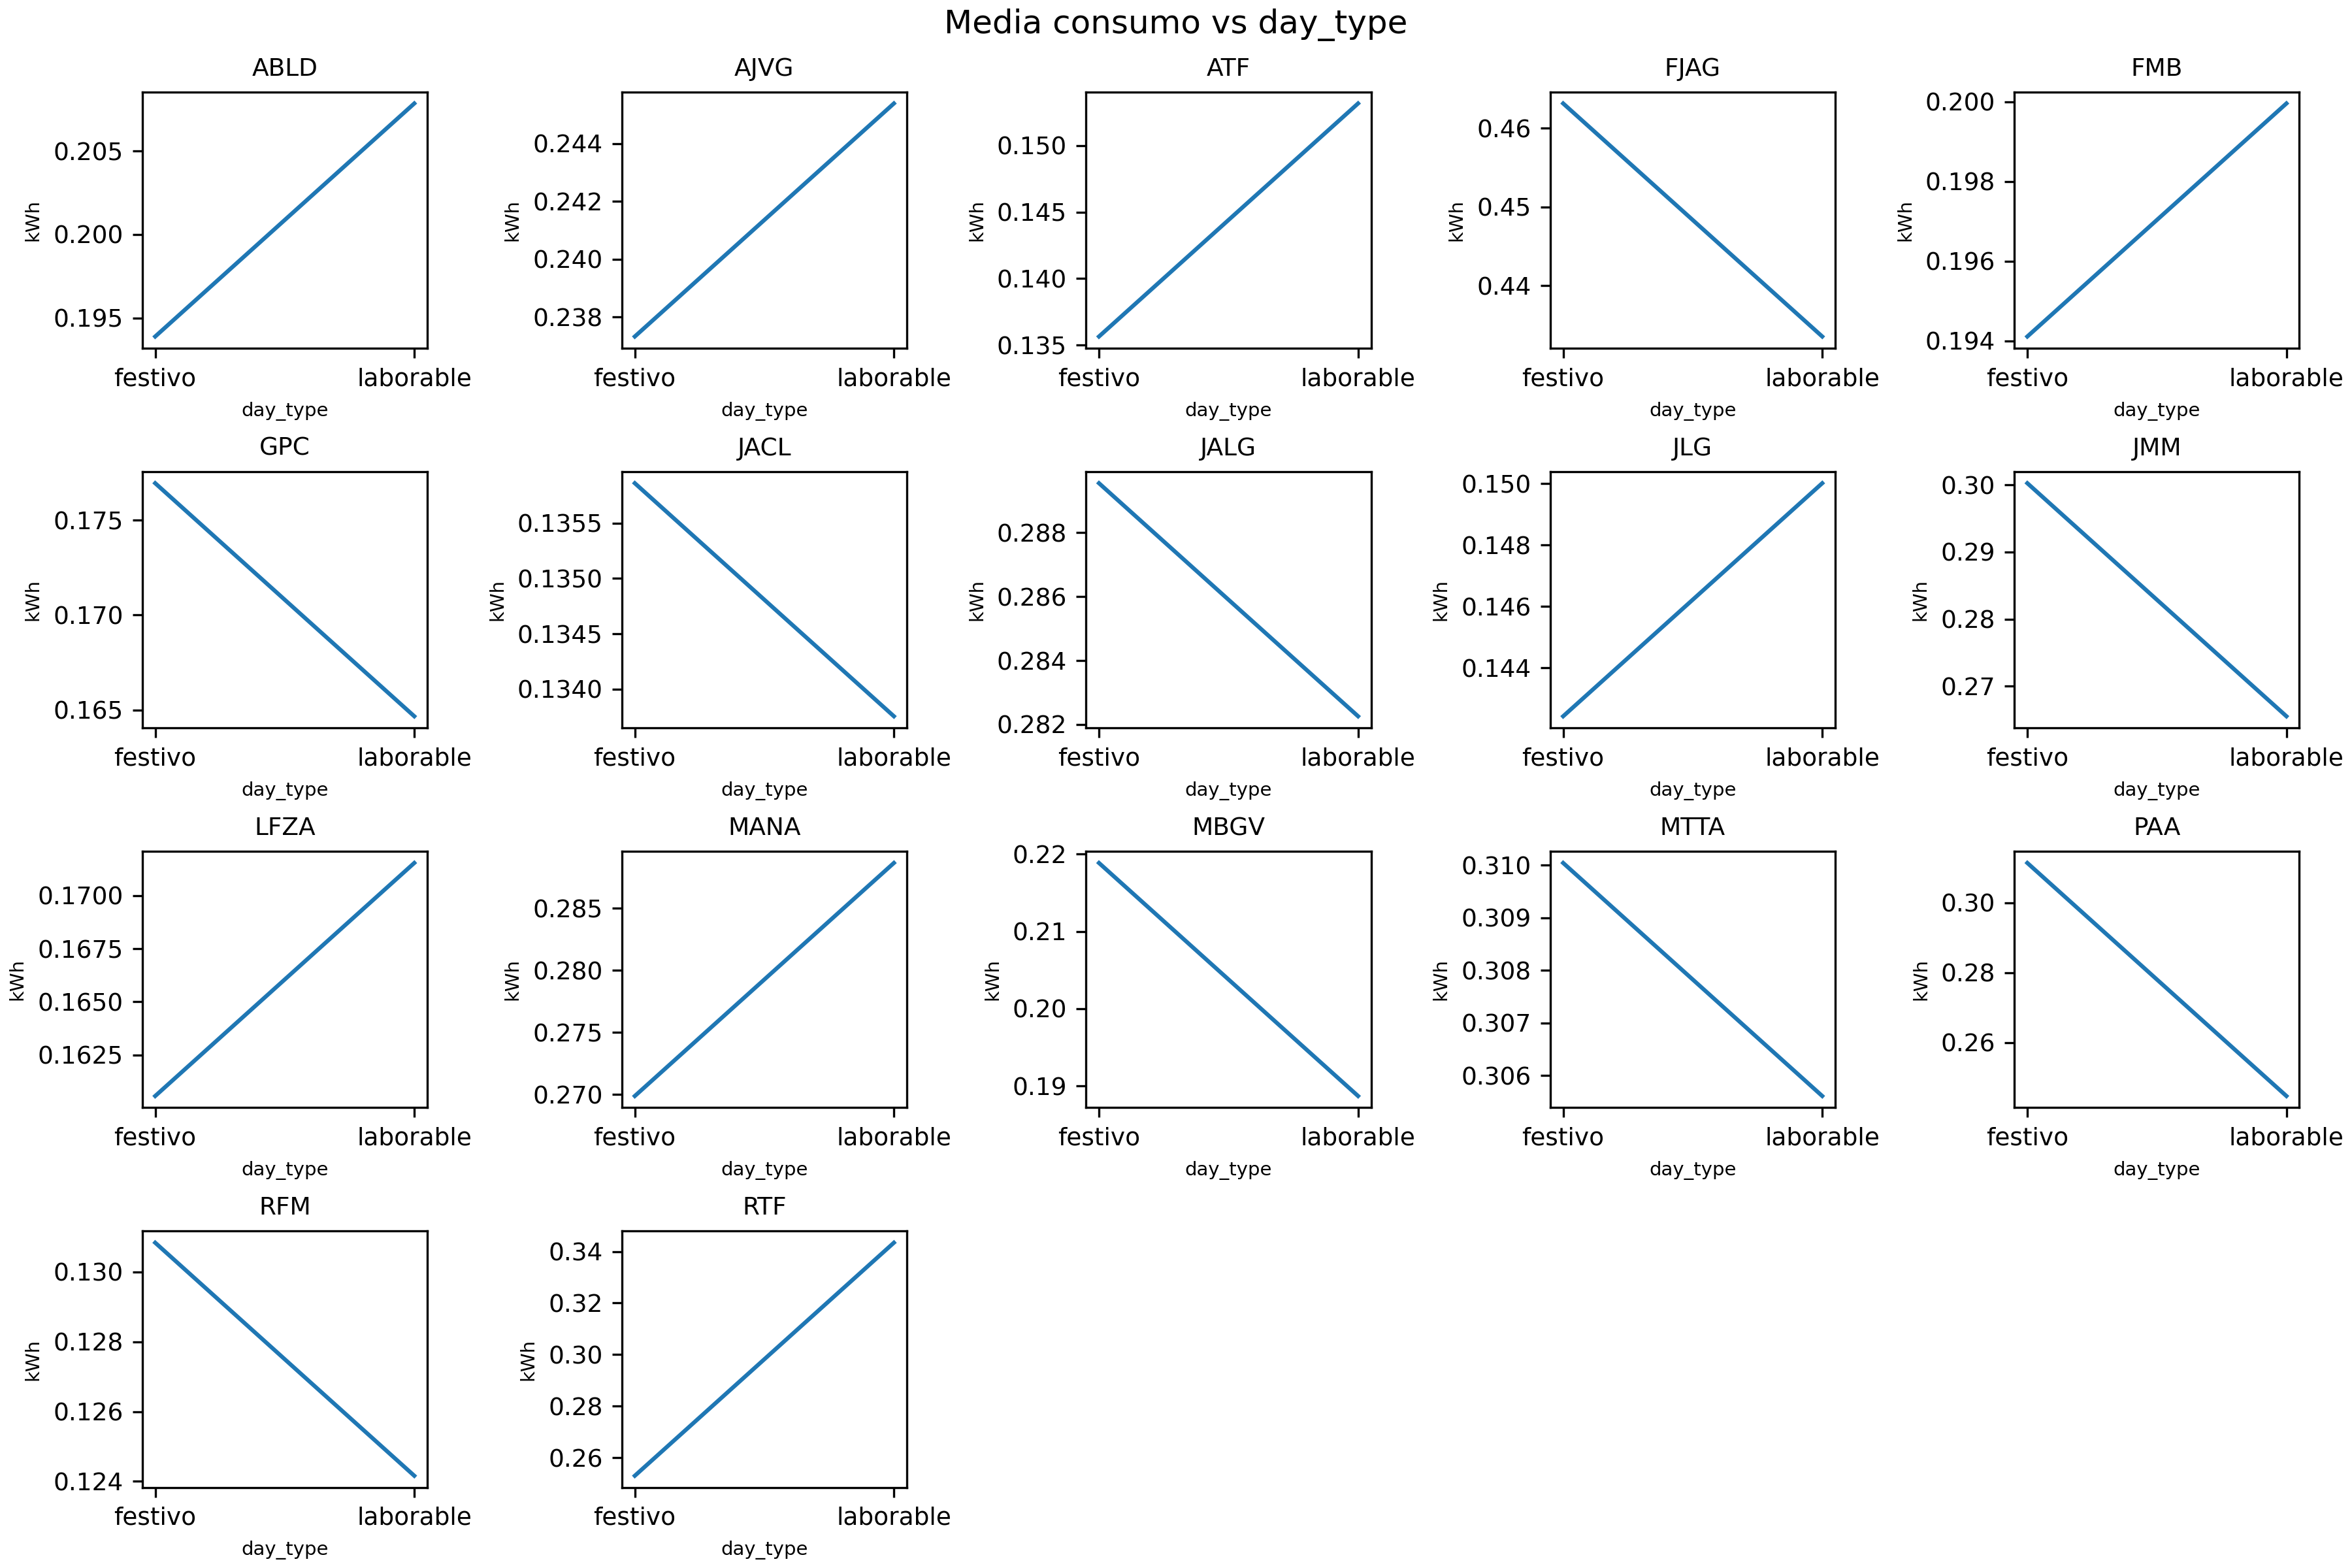 Media consumo vs day_type
ABLD
0.205
0.200
0.195
kWh
festivo laborable
day_type
AJVG
0.244
0.242
0.240
0.238
kWh
festivo laborable
day_type
ATF
0.150
0.145
0.140
0.135
kWh
festivo laborable
day_type
FJAG
0.46
0.45
0.44
kWh
festivo laborable
day_type
FMB
0.200
0.198
0.196
0.194
kWh
festivo laborable
day_type
GPC
0.175
0.170
0.165
kWh
festivo laborable
day_type
JACL
0.1355
0.1350
0.1345
0.1340
kWh
festivo laborable
day_type
JALG
0.288
0.286
0.284
0.282
kWh
festivo laborable
day_type
JLG
0.150
0.148
0.146
0.144
kWh
festivo laborable
day_type
JMM
0.30
0.29
0.28
0.27
kWh
festivo laborable
day_type
LFZA
0.1700
0.1675
0.1650
0.1625
kWh
festivo laborable
day_type
MANA
0.285
0.280
0.275
0.270
kWh
festivo laborable
day_type
MBGV
0.22
0.21
0.20
0.19
kWh
festivo laborable
day_type
MTTA
0.310
0.309
0.308
0.307
0.306
kWh
festivo laborable
day_type
PAA
0.30
0.28
0.26
kWh
festivo laborable
day_type
RFM
0.130
0.128
0.126
0.124
kWh
festivo laborable
day_type
RTF
0.34
0.32
0.30
0.28
0.26
kWh
festivo laborable
day_type